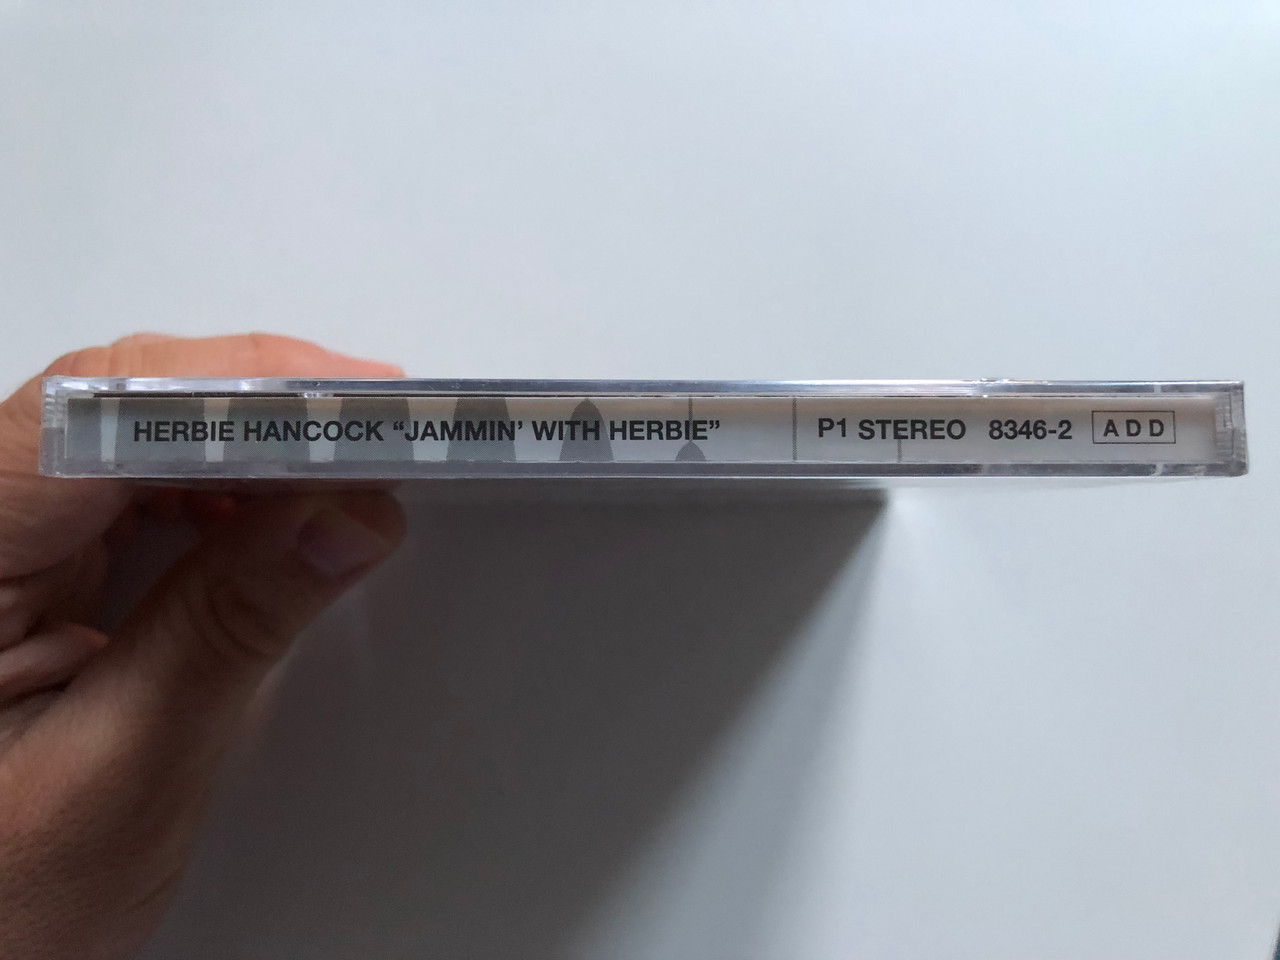 HERBIE HANCOCK “JAMMIN’ WITH HERBIE” P1 STEREO 8346-2 ADD